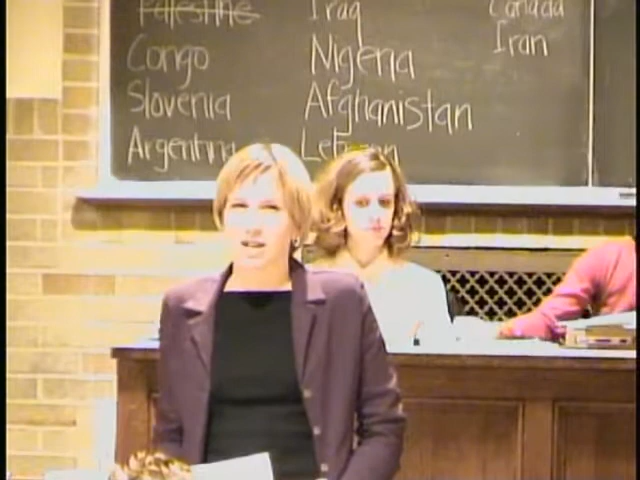 Palestine
Congo
Slovenia
Argentina
Iraq
Nigeria
Afghanistan
Lebanon
Canada
Iran